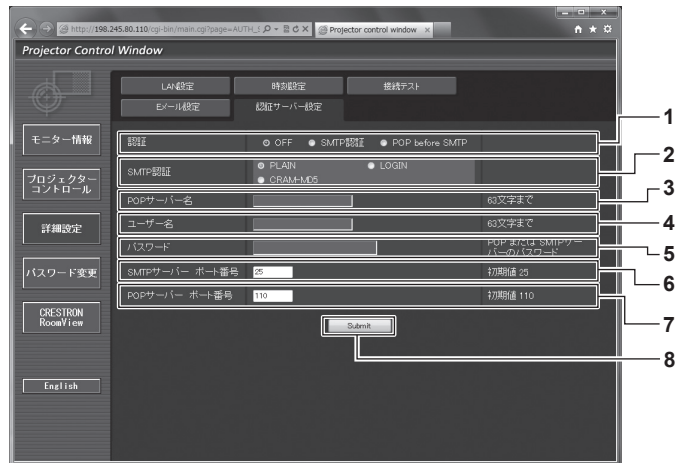 http://198.245.80.110/cgi-bin/main.cgi?page=AUTH_S
Projector control window
Projector Control Window
LAN設定
時刻設定
接続テスト
Eメール設定
認証サーバー設定
モニター情報
プロジェクター
コントロール
詳細設定
パスワード変更
CRESTRON
RoomView
English
認証
OFF
SMTP認証
POP before SMTP
1
SMTP認証
PLAIN
LOGIN
CRAM-MD5
2
POPサーバー名
63文字まで
3
ユーザー名
63文字まで
4
パスワード
POP または SMTPサー
バーのパスワード
5
SMTPサーバー ポート番号
25
初期値 25
6
POPサーバー ポート番号
110
初期値 110
7
Submit
8